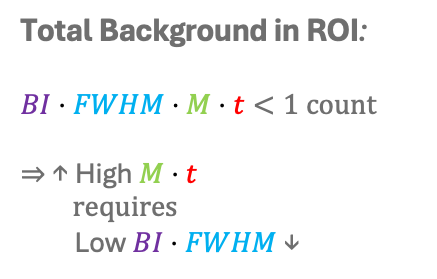 Total Background in ROI:
BI · FWHM · M · t < 1 count
⇒ ↑ High M · t
requires
Low BI · FWHM ↓